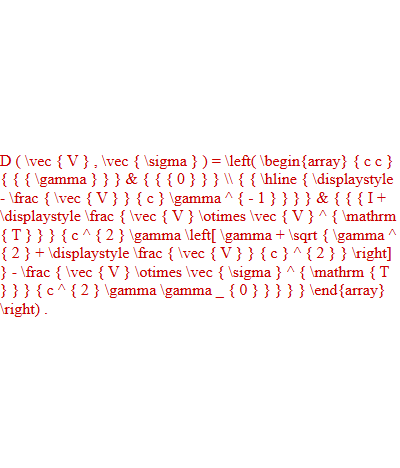 D ( \vec { V } , \vec { \sigma } ) = \left( \begin{array} { c c }
{ { { \gamma } } } & { { { 0 } } } \\ { { \hline { \displaystyle
- \frac { \vec { V } } { c } \gamma ^ { - 1 } } } } & { { { I +
\displaystyle \frac { \vec { V } \otimes \vec { V } ^ { \mathrm
{ T } } } { c ^ { 2 } \gamma \left[ \gamma + \sqrt { \gamma ^
{ 2 } + \displaystyle \frac { \vec { V } } { c } ^ { 2 } } \right]
} - \frac { \vec { V } \otimes \vec { \sigma } ^ { \mathrm { T
} } } { c ^ { 2 } \gamma \gamma _ { 0 } } } } } \end{array}
\right) .